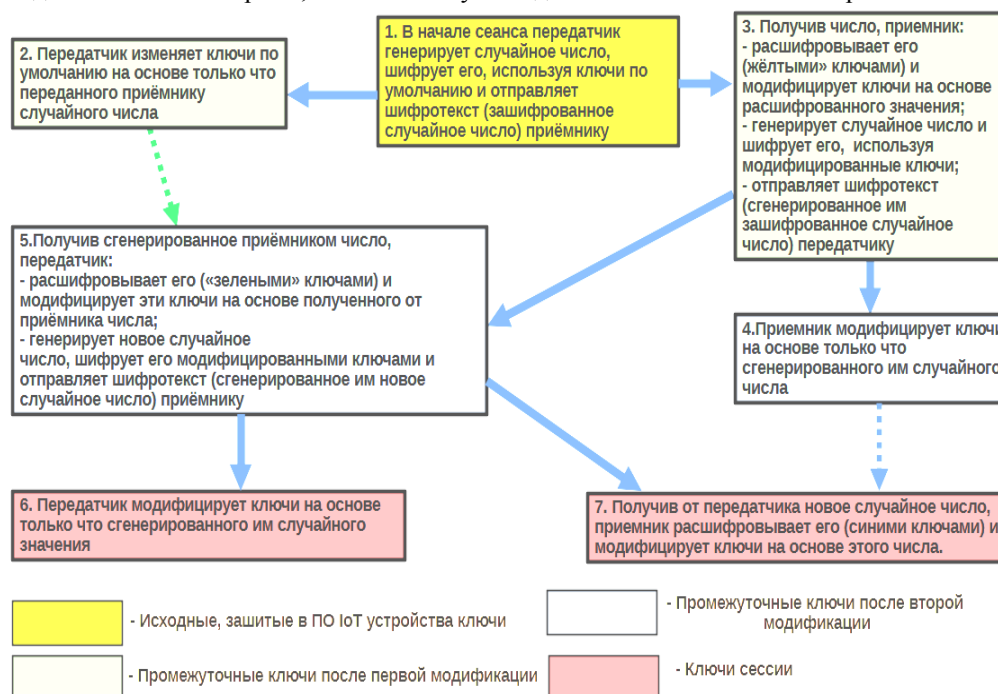 2. Передатчик изменяет ключи по
умолчанию на основе только что
переданного приёмнику
случайного числа
1. В начале сеанса передатчик
генерирует случайное число,
шифрует его, используя ключи по
умолчанию и отправляет
шифротекст (зашифрованное
случайное число) приёмнику
3. Получив число, приемник:
- расшифровывает его
(жёлтыми» ключами) и
модифицирует ключи на основе
расшифрованного значения;
- генерирует случайное число и
шифрует его, используя
модифицированные ключи;
- отправляет шифротекст
(сгенерированное им
зашифрованное случайное
число) передатчику
5.Получив сгенерированное приёмником число,
передатчик:
- расшифровывает его («зелеными» ключами) и
модифицирует эти ключи на основе полученного от
приёмника числа;
- генерирует новое случайное
число, шифрует его модифицированными ключами и
отправляет шифротекст (сгенерированное им новое
случайное число) приёмнику
4.Приемник модифицирует ключи
на основе только что
сгенерированного им случайного
числа
6. Передатчик модифицирует ключи на основе
только что сгенерированного им случайного
значения
7. Получив от передатчика новое случайное число,
приемник расшифровывает его (синими ключами) и
модифицирует ключи на основе этого числа.
- Исходные, зашитые в ПО IoT устройства ключи
- Промежуточные ключи после второй
модификации
- Промежуточные ключи после первой модификации
- Ключи сессии